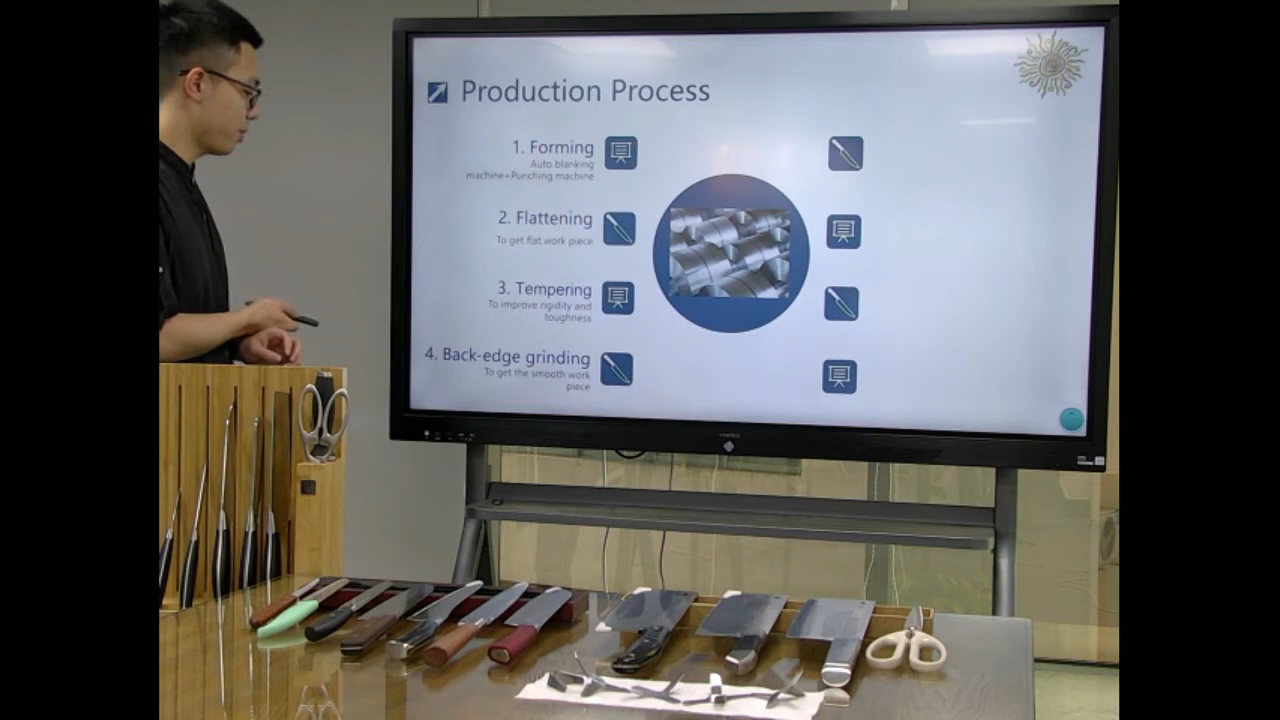 Production Process
1. Forming
Auto blanking
machine+Punching machine
2. Flattening
To get flat work piece
3. Tempering
To improve rigidity and
toughness
4. Back-edge grinding
To get the smooth work
piece